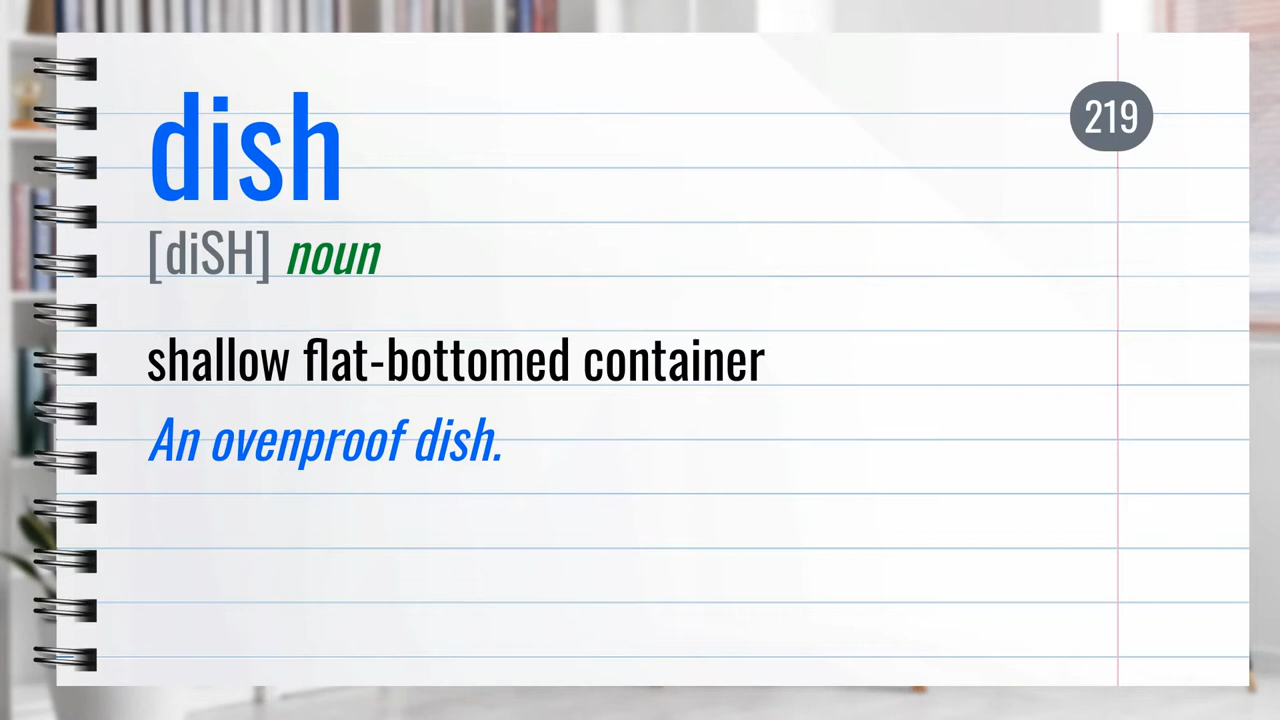 dish
219
[diSH] noun
shallow flat-bottomed container
An ovenproof dish.